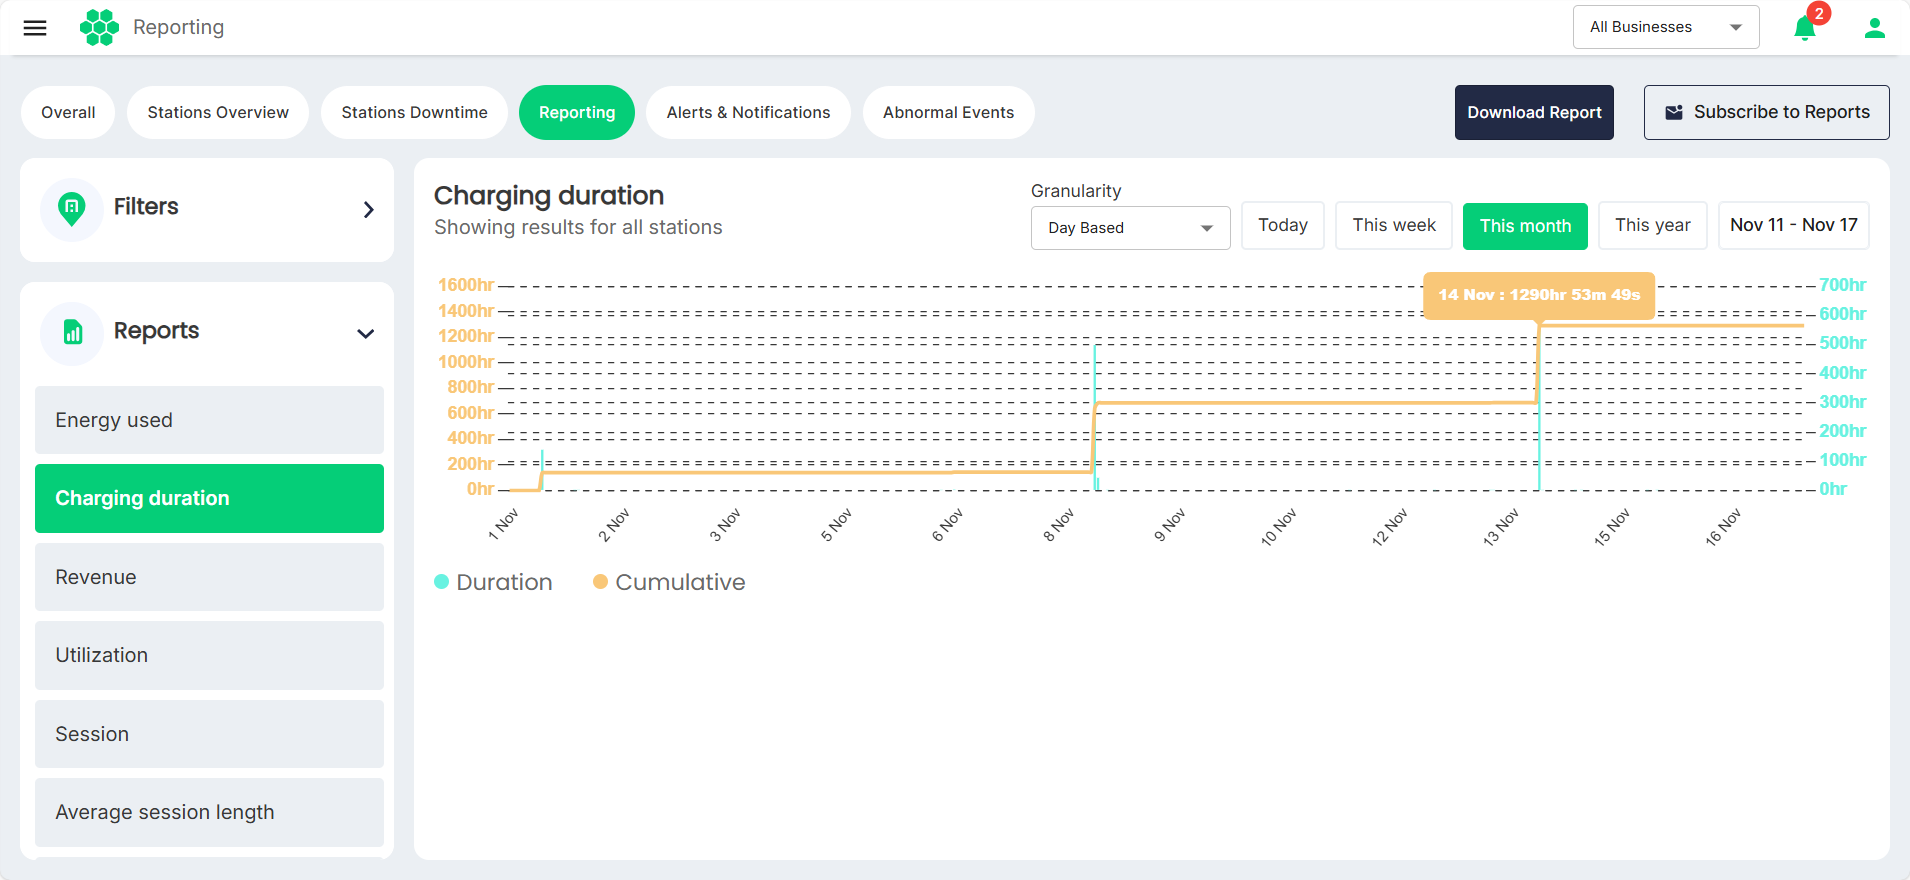 Reporting
All Businesses
2
Overall
Stations Overview
Stations Downtime
Reporting
Alerts & Notifications
Abnormal Events
Download Report
Subscribe to Reports
Filters
Reports
Energy used
Charging duration
Revenue
Utilization
Session
Average session length
Charging duration
Showing results for all stations
Granularity
Day Based
Today
This week
This month
This year
Nov 11 - Nov 17
1600hr
1400hr
1200hr
1000hr
800hr
600hr
400hr
200hr
0hr
14 Nov : 1290hr 53m 49s
700hr
600hr
500hr
400hr
300hr
200hr
100hr
0hr
1 Nov
2 Nov
3 Nov
5 Nov
6 Nov
8 Nov
9 Nov
10 Nov
12 Nov
13 Nov
15 Nov
16 Nov
Duration
Cumulative